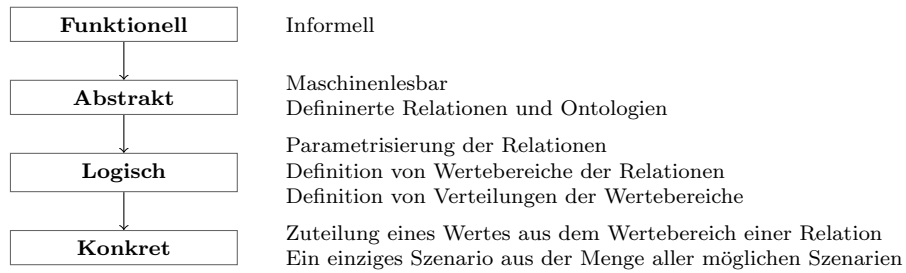 Funktionell
Informell
Abstrakt
Maschinenlesbar
Defininerte Relationen und Ontologien
Logisch
Parametrisierung der Relationen
Definition von Wertebereiche der Relationen
Definition von Verteilungen der Wertebereiche
Konkret
Zuteilung eines Wertes aus dem Wertebereich einer Relation
Ein einziges Szenario aus der Menge aller möglichen Szenarien